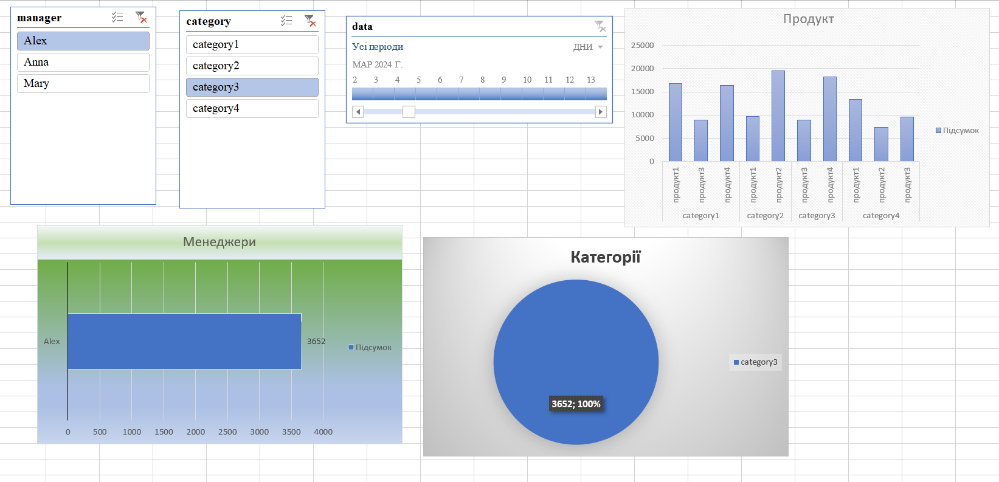 manager
Alex
Anna
Mary
category
category1
category2
category3
category4
data
Усі періоди
ДНИ
МАР 2024 Г.
2 3 4 5 6 7 8 9 10 11 12 13
Продукт
25000
20000
15000
10000
5000
0
продукт1 продукт3 продукт4 продукт1 продукт2 продукт3 продукт4 продукт1 продукт2 продукт3
category1 category2 category3 category4
Підсумок
Менеджери
Alex
3652
Підсумок
0 500 1000 1500 2000 2500 3000 3500 4000
Категорії
3652; 100%
category3